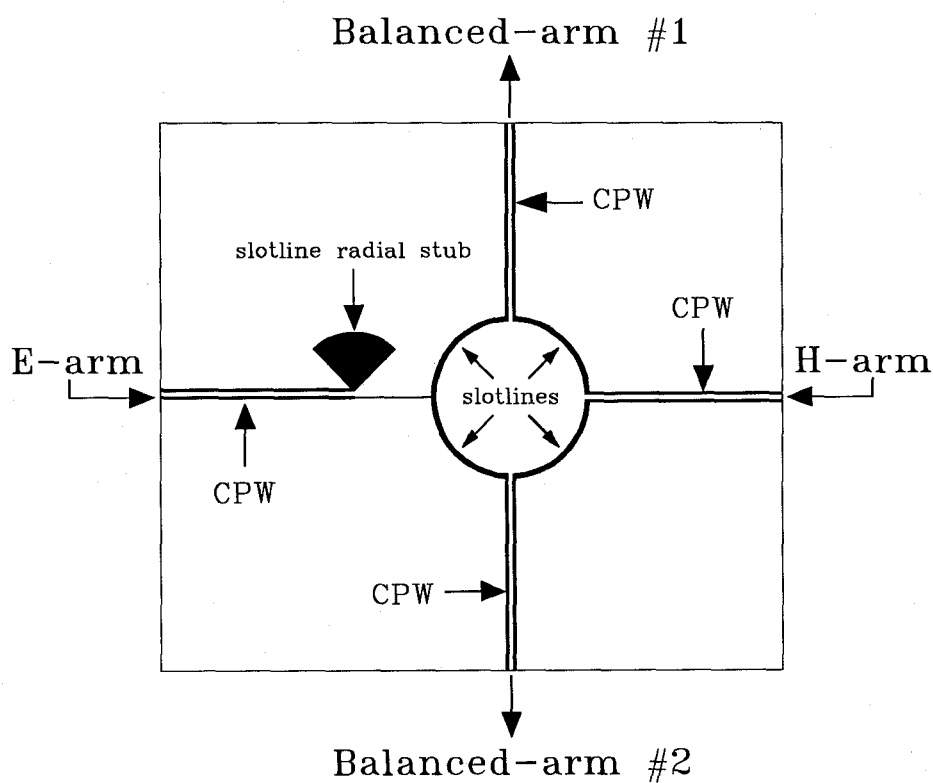 Balanced-arm #1
CPW
slotline radial stub
CPW
E-arm
H-arm
slotlines
CPW
CPW
Balanced-arm #2